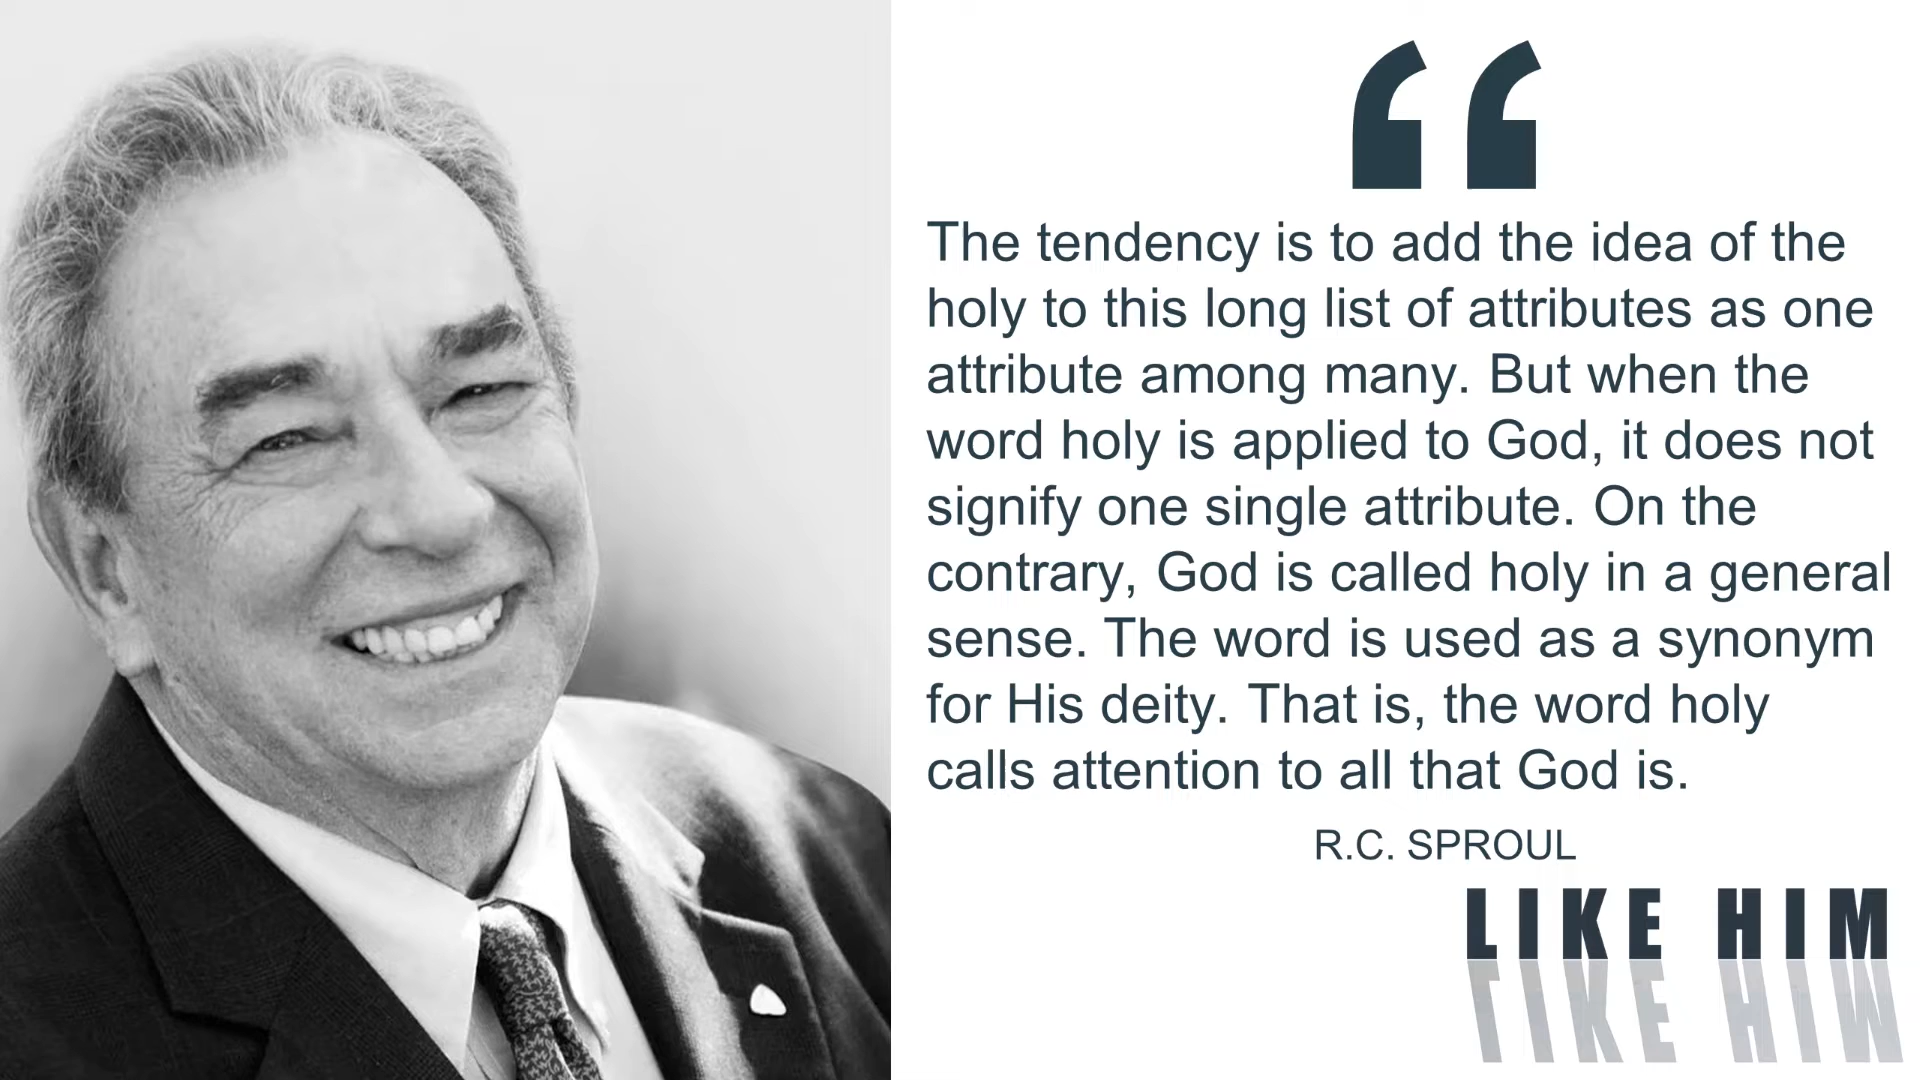 The tendency is to add the idea of the
holy to this long list of attributes as one
attribute among many. But when the
word holy is applied to God, it does not
signify one single attribute. On the
contrary, God is called holy in a general
sense. The word is used as a synonym
for His deity. That is, the word holy
calls attention to all that God is.
R.C. SPROUL
LIKE HIM